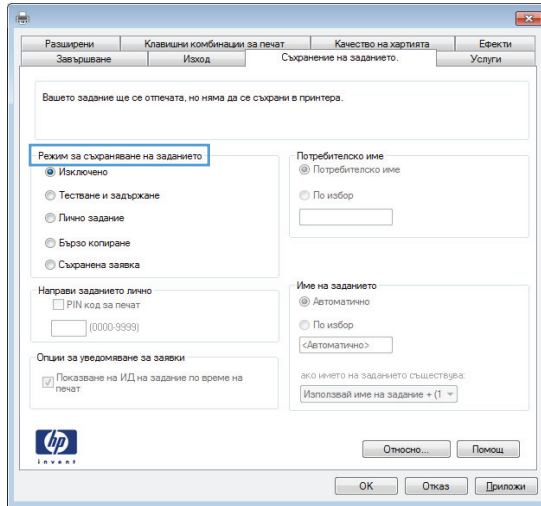 Разширени
Клавишни комбинации за печат
Качество на хартията
Ефекти
Завършване
Изход
Съхранение на заданието.
Услуги
Вашето задание ще се отпечата, но няма да се съхрани в принтера.
Режим за съхраняване на заданието
Изключено
Тестване и задържане
Лично задание
Бързо копиране
Съхранена заявка
Потребителско име
Потребителско име
По избор
Направи заданието лично
PIN код за печат
(0000-9999)
Име на заданието
Автоматично
По избор
<Автоматично>
Опции за уведомяване за заявки
Показване на ИД на задание по време на
печат
ако името на заданието съществува:
Използвай име на задание + (1
hp
invent
Относно...
Помощ
OK
Отказ
Приложи